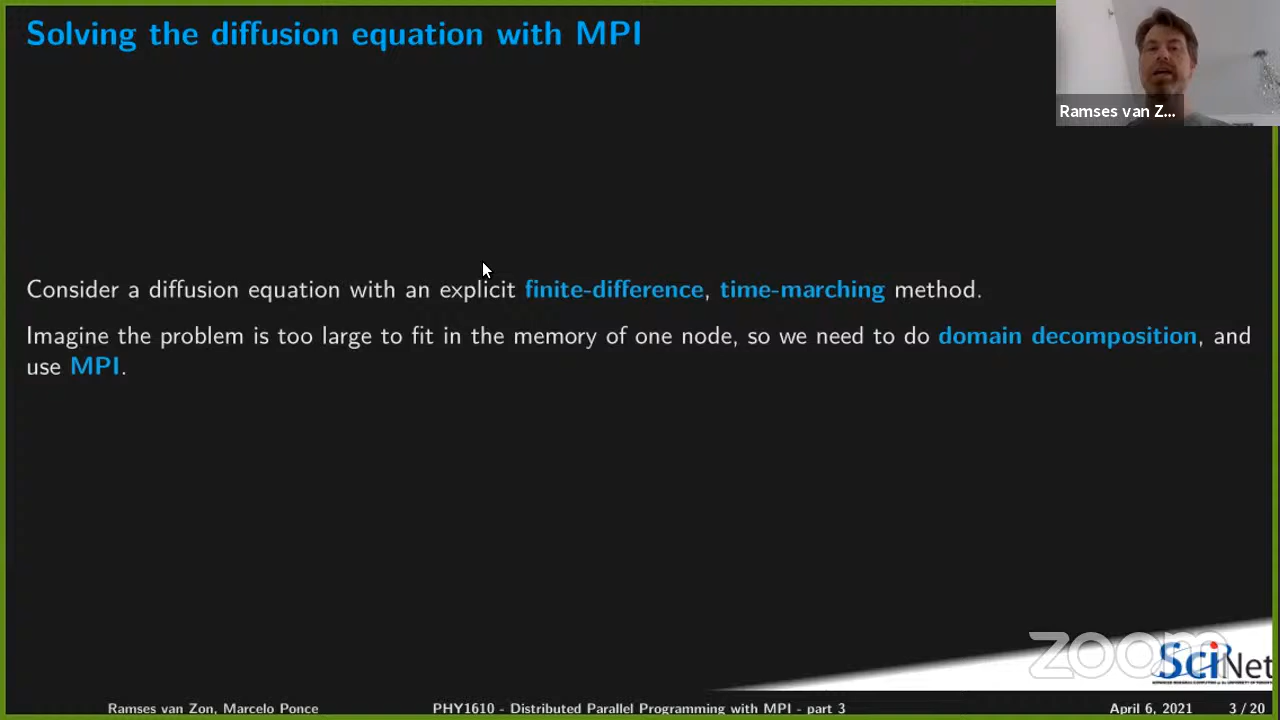 Solving the diffusion equation with MPI
Ramses van Z...
Consider a diffusion equation with an explicit finite-difference, time-marching method.
Imagine the problem is too large to fit in the memory of one node, so we need to do domain decomposition, and
use MPI.
zoom
SciNet
Ramses van Zon, Marcelo Ponce
PHY1610 - Distributed Parallel Programming with MPI - part 3
April 6, 2021
3 / 20